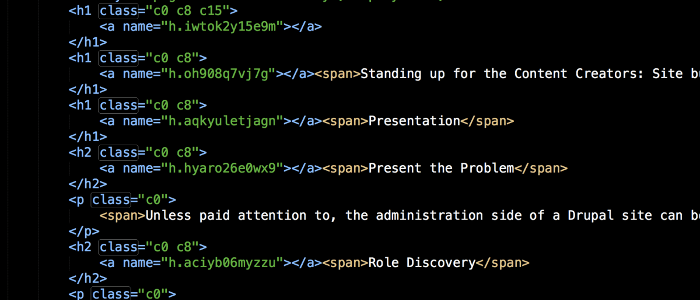 <h1 class="c0 c8 c15">
<a name="h.iwtok2y15e9m"></a>
</h1>
<h1 class="c0 c8">
<a name="h.oh908q7vj7g"></a><span>Standing up for the Content Creators: Site
</h1>
<h1 class="c0 c8">
<a name="h.aqkyuletjagn"></a><span>Presentation</span>
</h1>
<h2 class="c0 c8">
<a name="h.hyaro26e0wx9"></a><span>Present the Problem</span>
</h2>
<p class="c0">
<span>Unless paid attention to, the administration side of a Drupal site can
</p>
<h2 class="c0 c8">
<a name="h.aciyb06myzzu"></a><span>Role Discovery</span>
</h2>
<p class="c0">